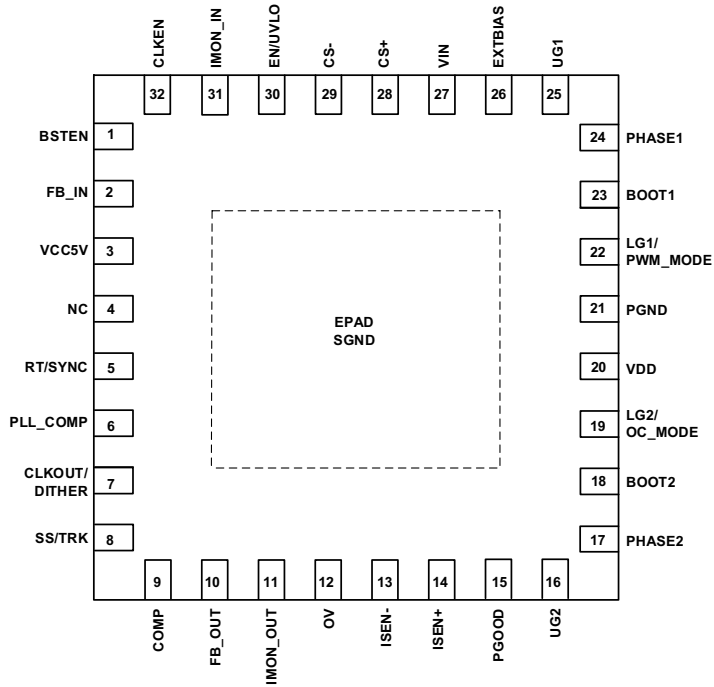 CLKEN
IMON_IN
EN/UVLO
CS-
CS+
VIN
EXTBIAS
UG1
32
31
30
29
28
27
26
25
BSTEN
1
24
PHASE1
FB_IN
2
23
BOOT1
VCC5V
3
22
LG1/
PWM_MODE
NC
4
21
PGND
EPAD
SGND
RT/SYNC
5
20
VDD
PLL_COMP
6
19
LG2/
OC_MODE
CLKOUT/
DITHER
7
18
BOOT2
SS/TRK
8
17
PHASE2
9
10
11
12
13
14
15
16
COMP
FB_OUT
IMON_OUT
OV
ISEN-
ISEN+
PGOOD
UG2